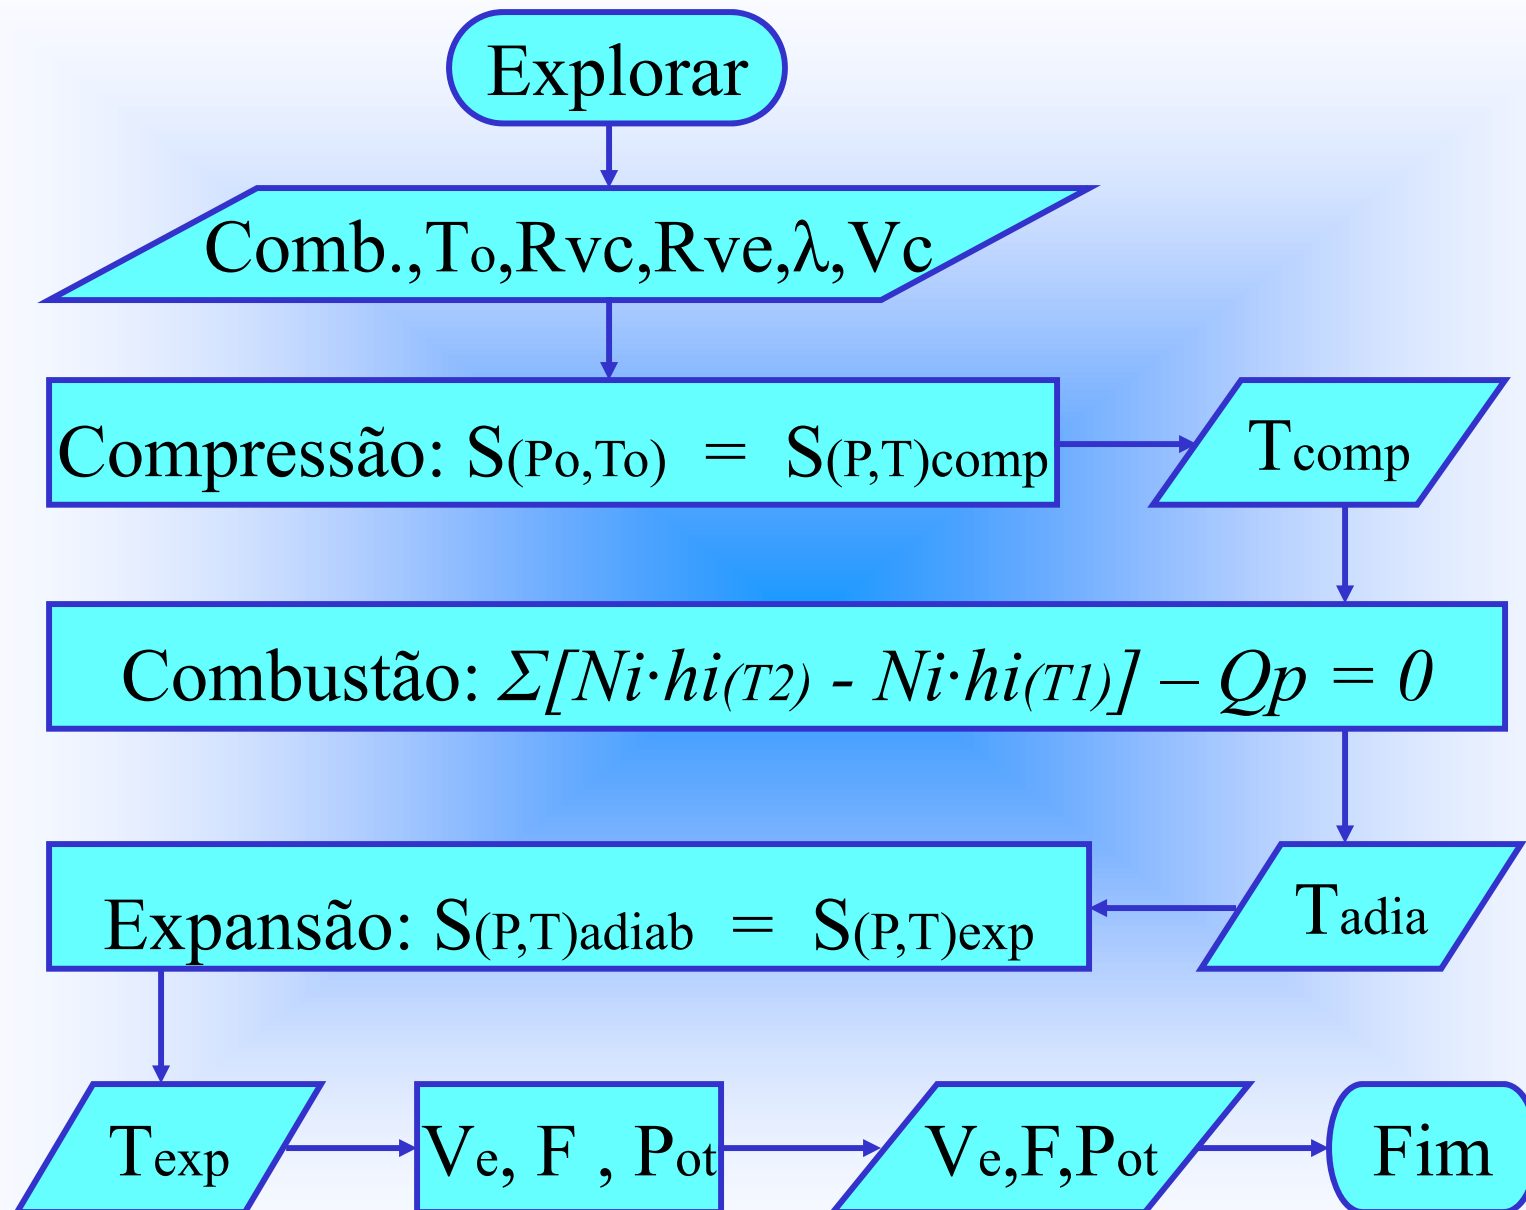 Explorar
Comb.,To,Rvc,Rve,λ,Vc
Compressão: S(Po,To) = S(P,T)comp
Tcomp
Combustão: Σ[Ni·hi(T2) - Ni·hi(T1)] – Qp = 0
Expansão: S(P,T)adiab = S(P,T)exp
Tadia
Texp
Ve, F , Pot
Ve,F,Pot
Fim